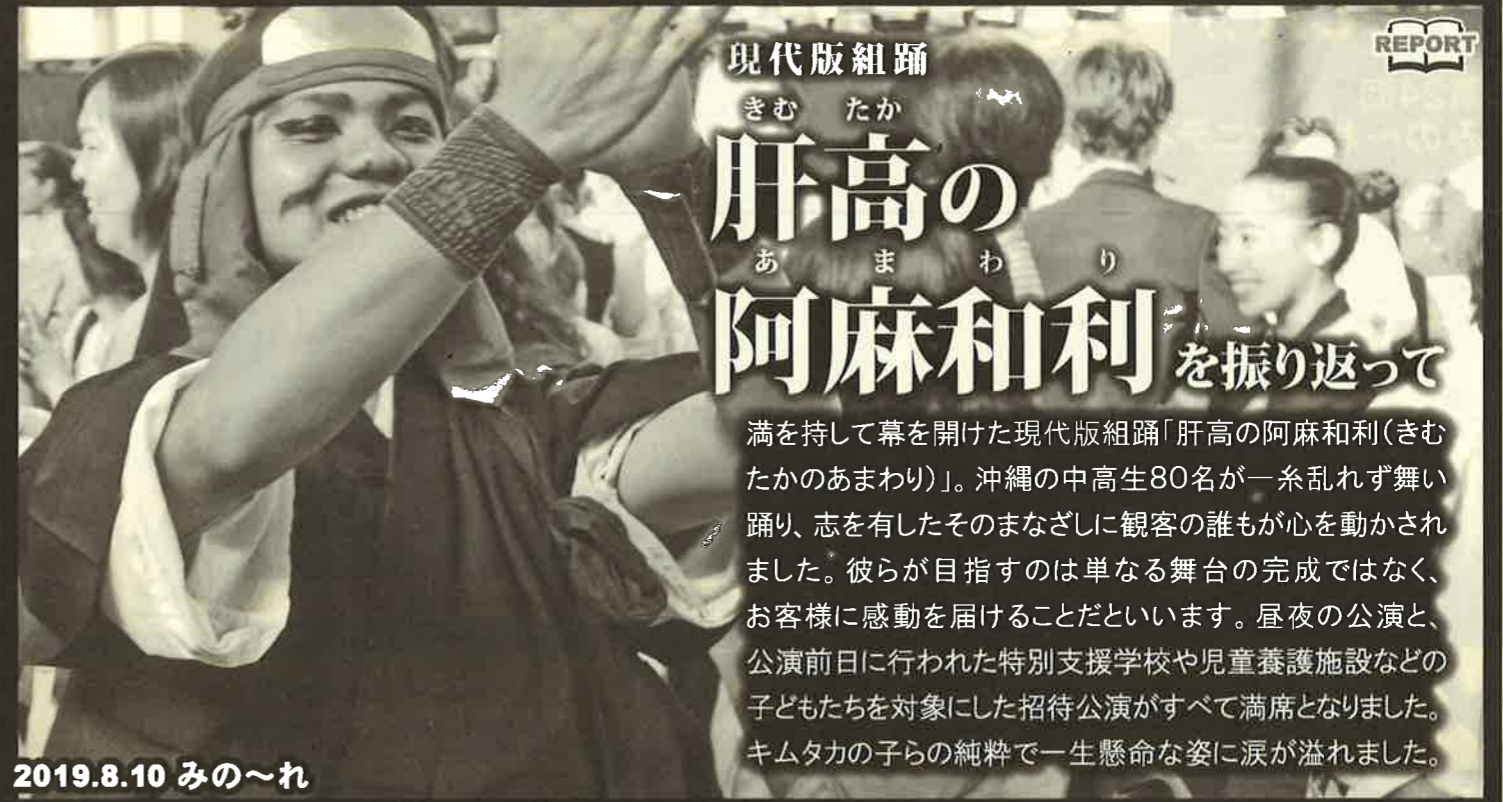 REPORT
現代版組踊
きむ たか
肝高の
あまわり
阿麻和利を振り返って
満を持して幕を開けた現代版組踊「肝高の阿麻和利(きむ
たかのあまわり)」。沖縄の中高生80名が一糸乱れず舞い
踊り、志を有したそのまなざしに観客の誰もが心を動かされ
ました。彼らが目指すのは単なる舞台の完成ではなく、
お客様に感動を届けることだといいます。昼夜の公演と、
公演前日に行われた特別支援学校や児童養護施設などの
子どもたちを対象にした招待公演がすべて満席となりました。
キムタカの子らの純粋で一生懸命な姿に涙が溢れました。
2019.8.10 みの〜れ